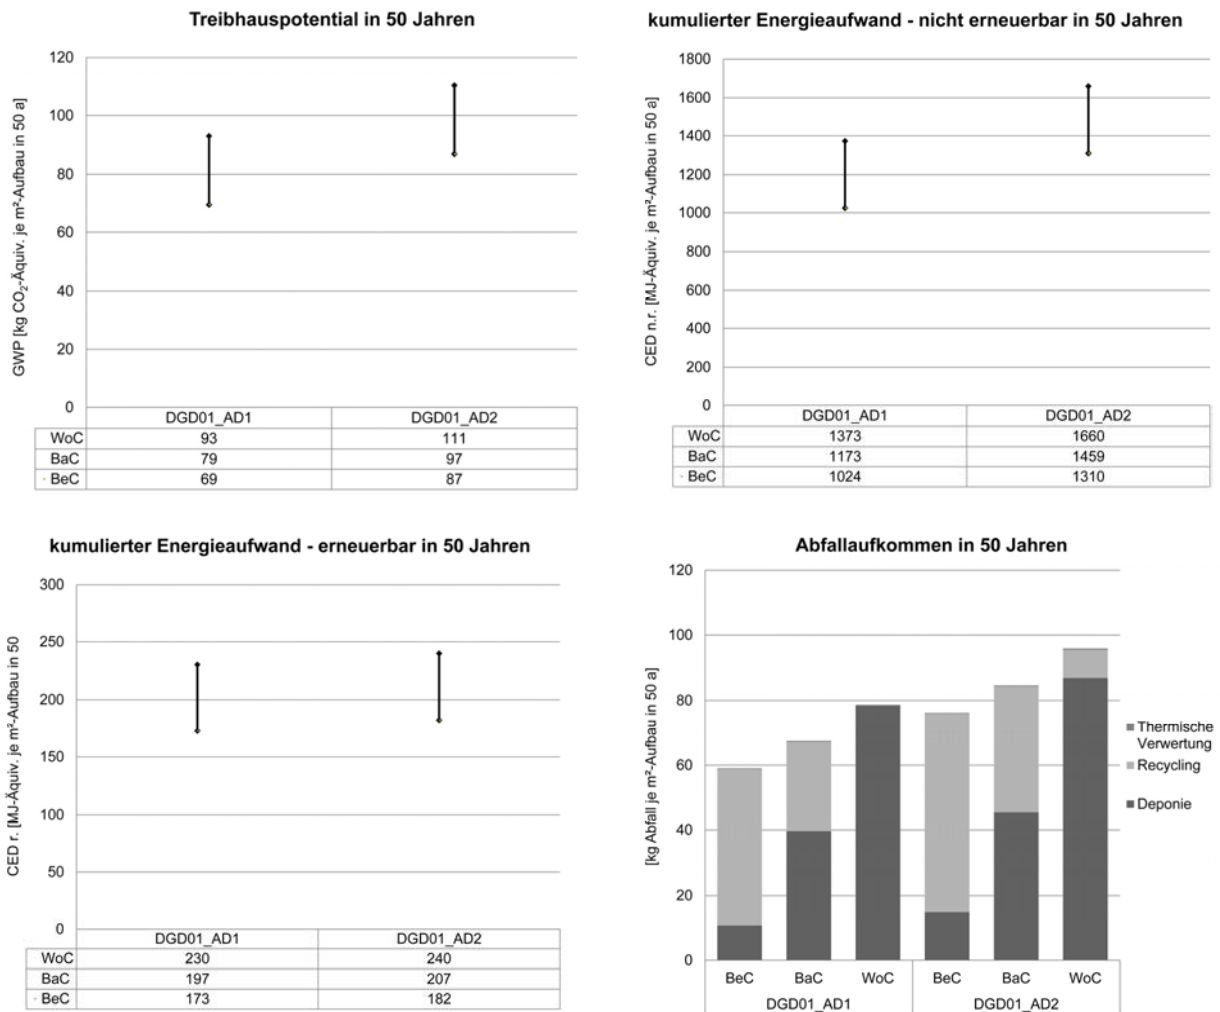 Treibhauspotential in 50 Jahren
GWP [kg CO₂-Äquiv. je m²-Aufbau in 50 a]
120
100
80
60
40
20
0
DGD01_AD1 DGD01_AD2
WoC 93 111
BaC 79 97
BeC 69 87
kumulierter Energieaufwand - nicht erneuerbar in 50 Jahren
CED n.r. [MJ-Äquiv. je m²-Aufbau in 50 a]
1800
1600
1400
1200
1000
800
600
400
200
0
DGD01_AD1 DGD01_AD2
WoC 1373 1660
BaC 1173 1459
BeC 1024 1310
kumulierter Energieaufwand - erneuerbar in 50 Jahren
CED r. [MJ-Äquiv. je m²-Aufbau in 50
300
250
200
150
100
50
0
DGD01_AD1 DGD01_AD2
WoC 230 240
BaC 197 207
BeC 173 182
Abfallaufkommen in 50 Jahren
[kg Abfall je m²-Aufbau in 50 a]
120
100
80
60
40
20
0
BeC BaC WoC BeC BaC WoC
DGD01_AD1 DGD01_AD2
Thermische
Verwertung
Recycling
Deponie